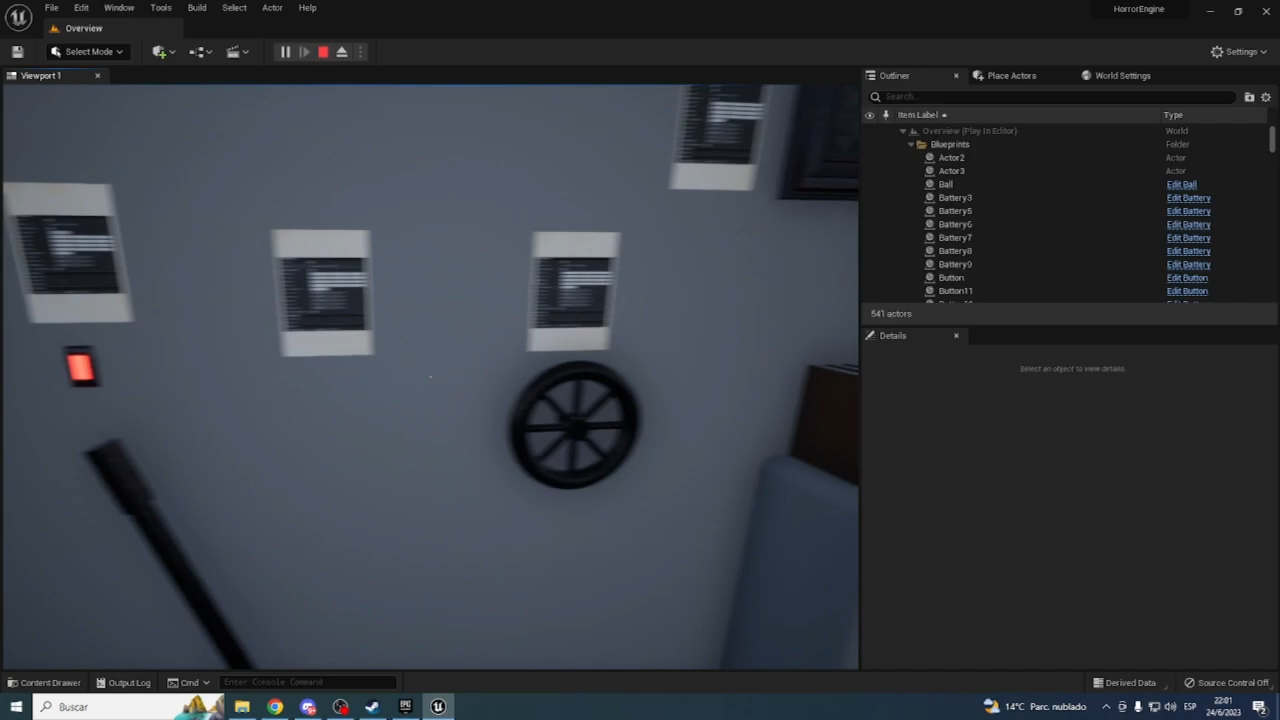 File Edit Window Tools Build Select Actor Help
HorrorEngine
Overview
Select Mode
Settings
Viewport 1
Outliner
Place Actors
World Settings
Search...
Item Label
Type
Overview (Play In Editor)
World
Blueprints
Folder
Actor2
Actor
Actor3
Actor
Ball
Edit Ball
Battery3
Edit Battery
Battery5
Edit Battery
Battery6
Edit Battery
Battery7
Edit Battery
Battery8
Edit Battery
Battery9
Edit Battery
Button
Edit Button
Button11
Edit Button
541 actors
Details
Select an object to view details.
Content Drawer
Output Log
Cmd
Enter Console Command
Derived Data
Source Control Off
Buscar
14°C Parc. nublado
ESP
22:01
24/6/2023
2